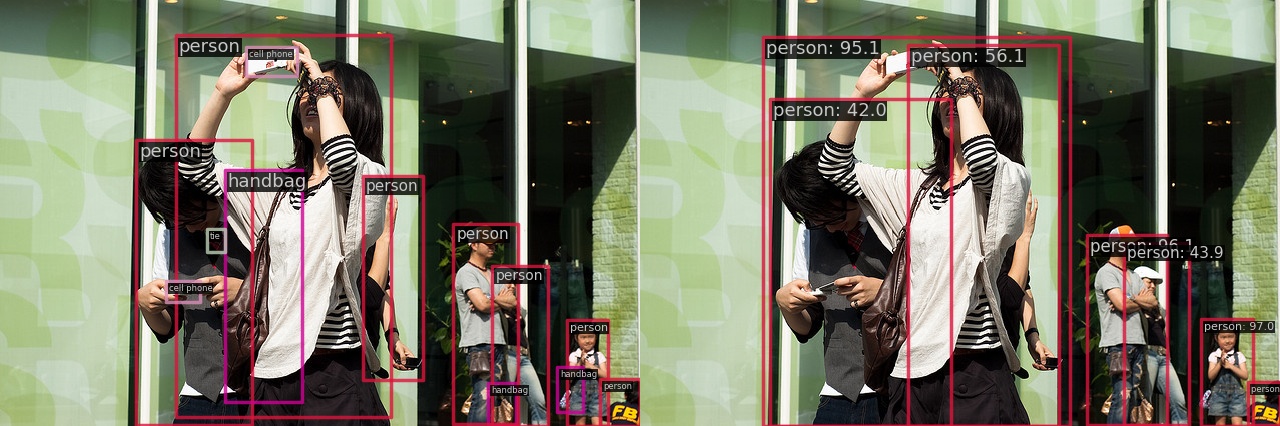 person
cell phone
person
handbag
person
tie
person
cell phone
person
person
handbag
handbag
person
FB
person: 95.1
person: 56.1
person: 42.0
person: 96.1
person: 43.9
person: 97.0
person
FB